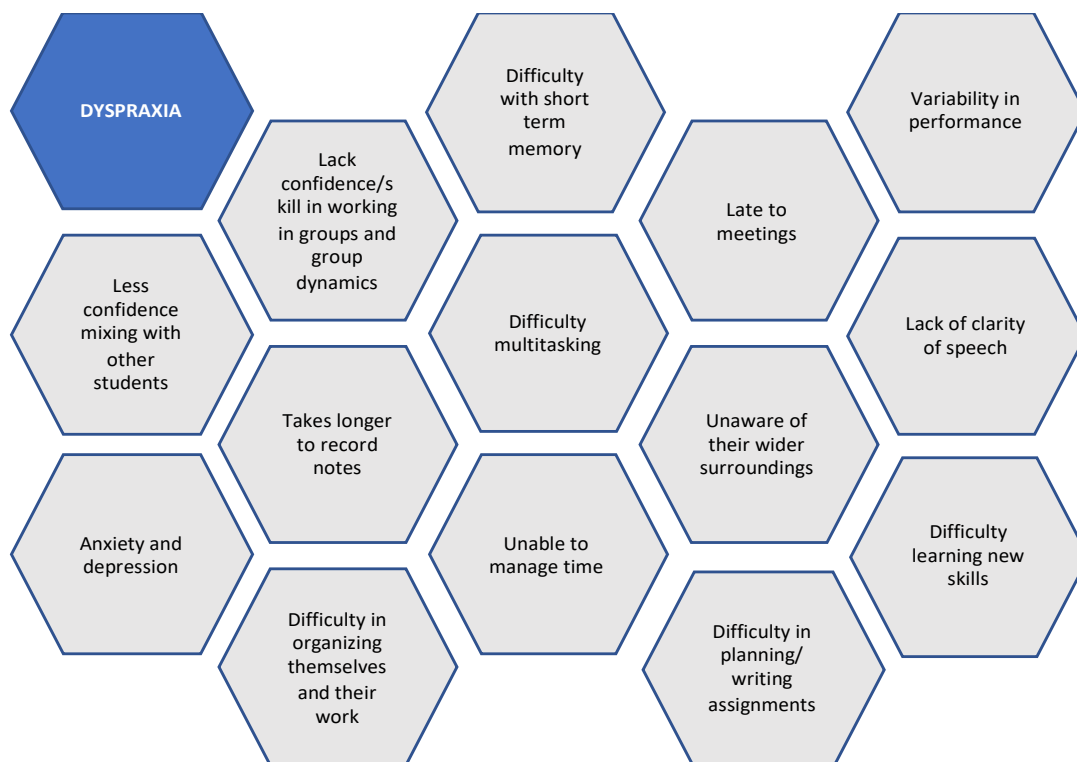 DYSPRAXIA
Difficulty
with short
term
memory
Variability in
performance
Lack
confidence/s
kill in working
in groups and
group
dynamics
Late to
meetings
Less
confidence
mixing with
other
students
Difficulty
multitasking
Lack of clarity
of speech
Takes longer
to record
notes
Unaware of
their wider
surroundings
Anxiety and
depression
Unable to
manage time
Difficulty
learning new
skills
Difficulty in
organizing
themselves
and their
work
Difficulty in
planning/
writing
assignments